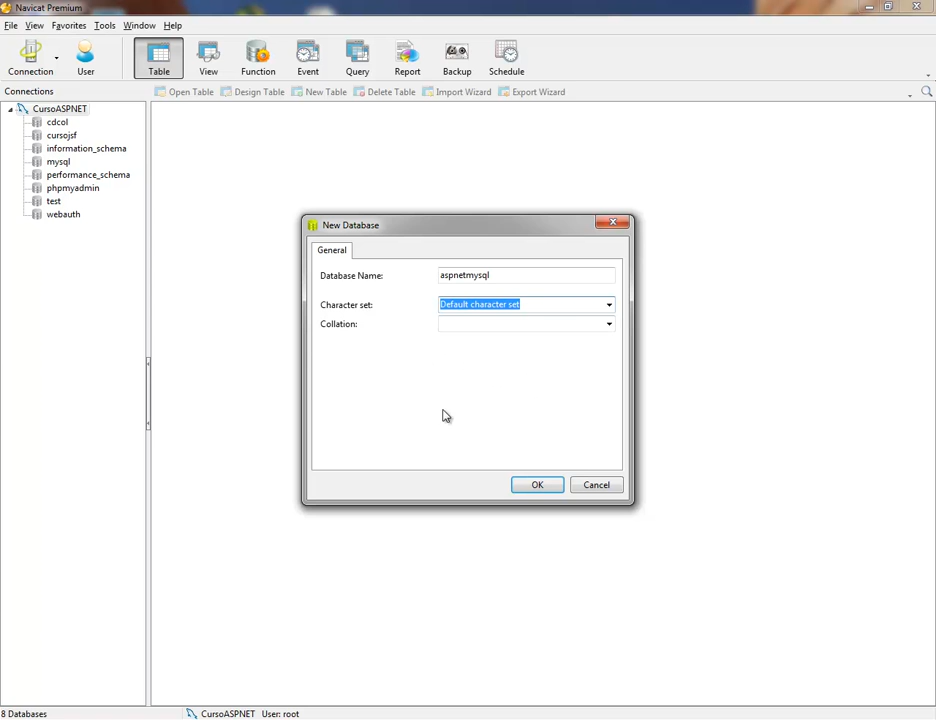 Navicat Premium
File View Favorites Tools Window Help
Connection User Table View Function Event Query Report Backup Schedule
Connections Open Table Design Table New Table Delete Table Import Wizard Export Wizard
CursoASPNET
cdcol
cursojsf
information_schema
mysql
performance_schema
phpmyadmin
test
webauth
New Database
General
Database Name: aspnetmysql
Character set: Default character set
Collation:
OK Cancel
8 Databases CursoASPNET User: root